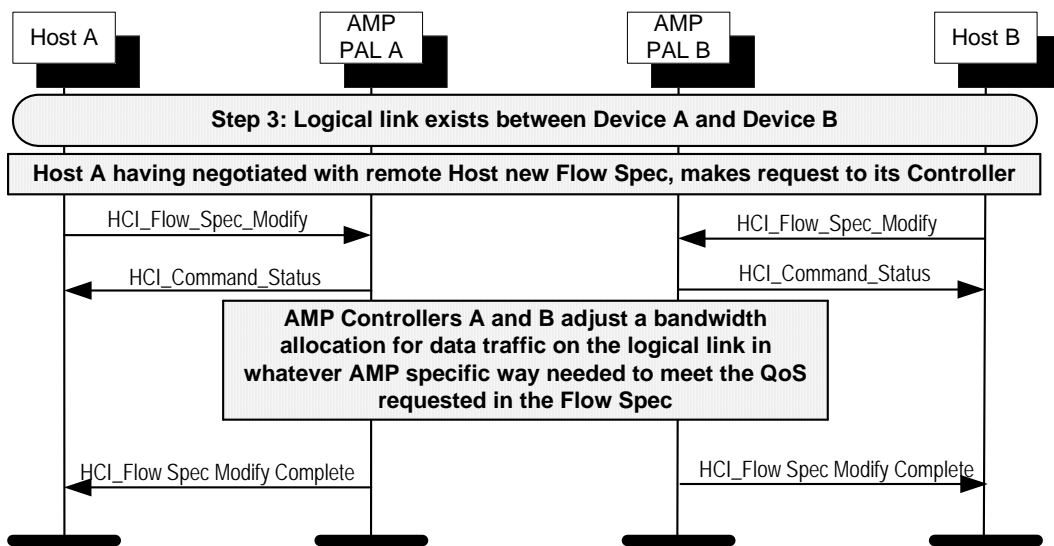 Host A
AMP
PAL A
AMP
PAL B
Host B
Step 3: Logical link exists between Device A and Device B
Host A having negotiated with remote Host new Flow Spec, makes request to its Controller
HCI_Flow_Spec_Modify
HCI_Flow_Spec_Modify
HCI_Command_Status
HCI_Command_Status
AMP Controllers A and B adjust a bandwidth
allocation for data traffic on the logical link in
whatever AMP specific way needed to meet the QoS
requested in the Flow Spec
HCI_Flow Spec Modify Complete
HCI_Flow Spec Modify Complete